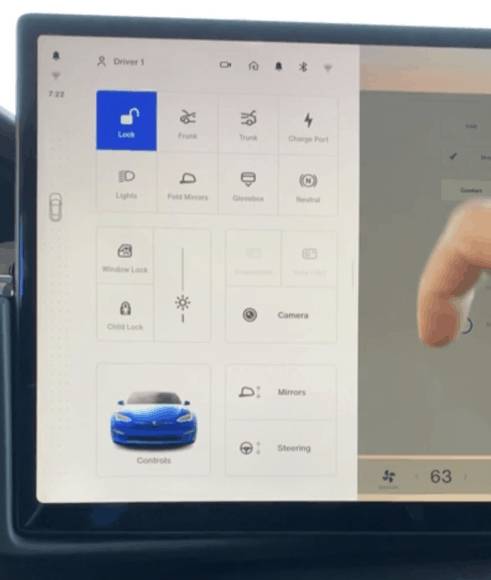 Driver 1
7:22
Lock
Frunk
Trunk
Charge Port
Lights
Fold Mirrors
Glovebox
Neutral
Window Lock
Child Lock
Camera
Mirrors
Steering
Controls
63